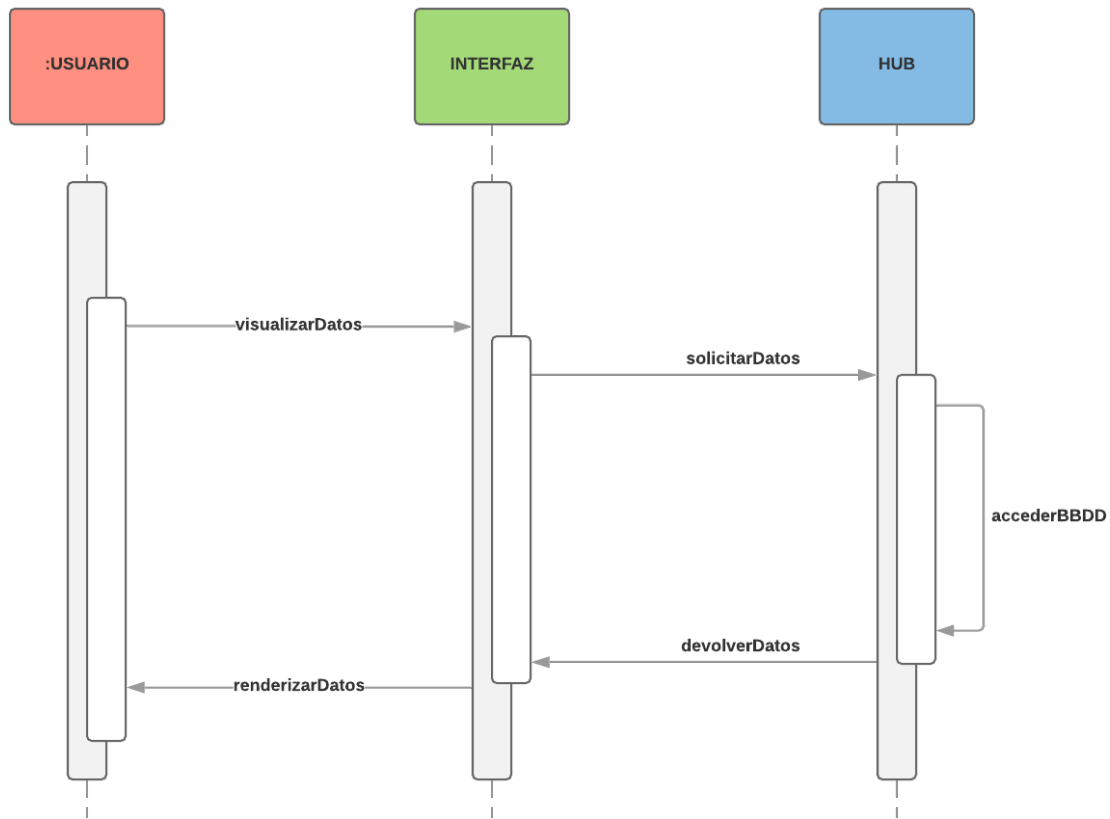 :USUARIO
INTERFAZ
HUB
visualizarDatos
solicitarDatos
accederBBDD
devolverDatos
renderizarDatos